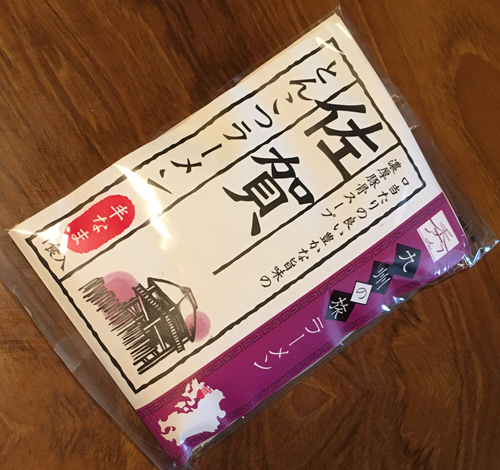 九州の旅
ラーメン
口当たりの良い豊かな旨味の
濃厚豚骨スープ
佐賀
とんこつラーメン
半なま
1食入